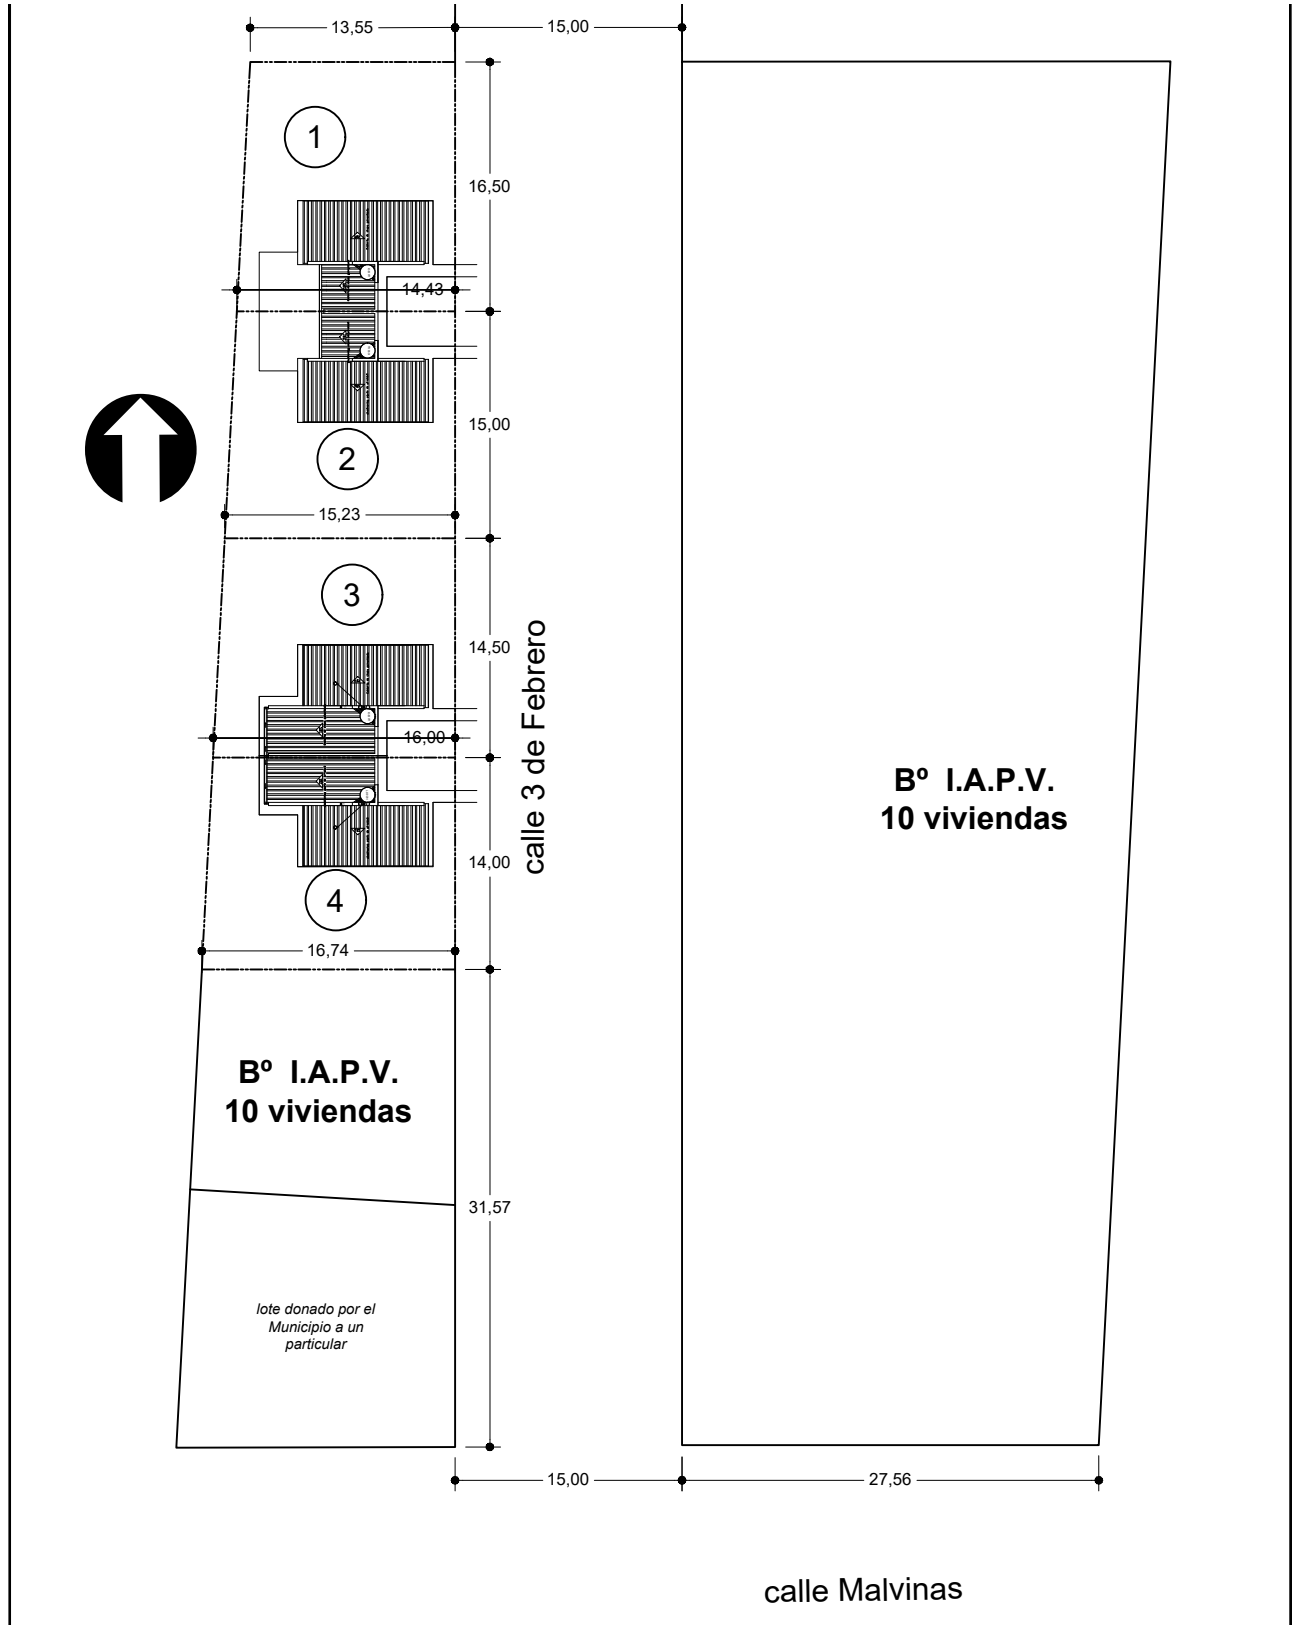 13,55
15,00
1
16,50
14,43
15,00
2
15,23
3
14,50
calle 3 de Febrero
16,00
Bº I.A.P.V.
10 viviendas
14,00
4
16,74
Bº I.A.P.V.
10 viviendas
31,57
lote donado por el
Municipio a un
particular
15,00
27,56
calle Malvinas